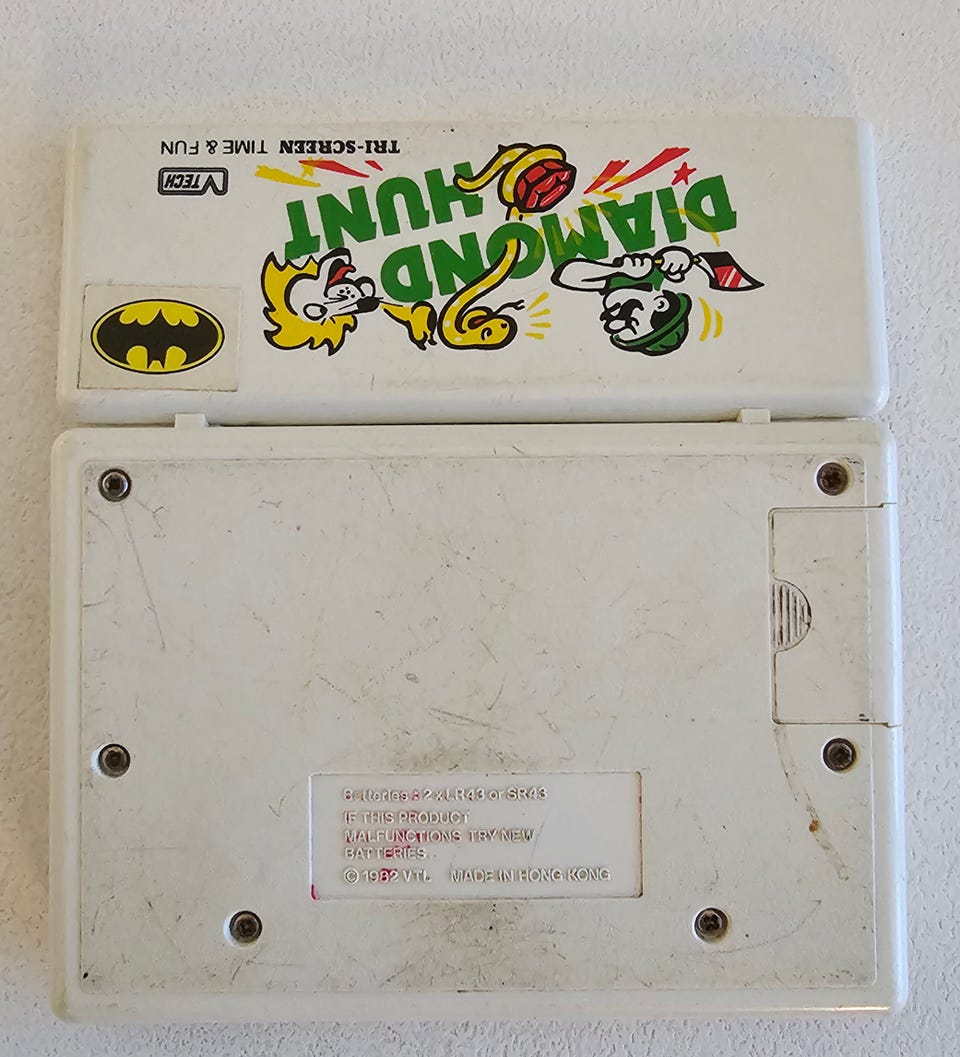 TRI-SCREEN TIME & FUN
VTECH
DIAMOND
HUNT
Batteries : 2 x LR43 or SR43
IF THIS PRODUCT
MALFUNCTIONS TRY NEW
BATTERIES.
© 1982 VTL MADE IN HONG KONG